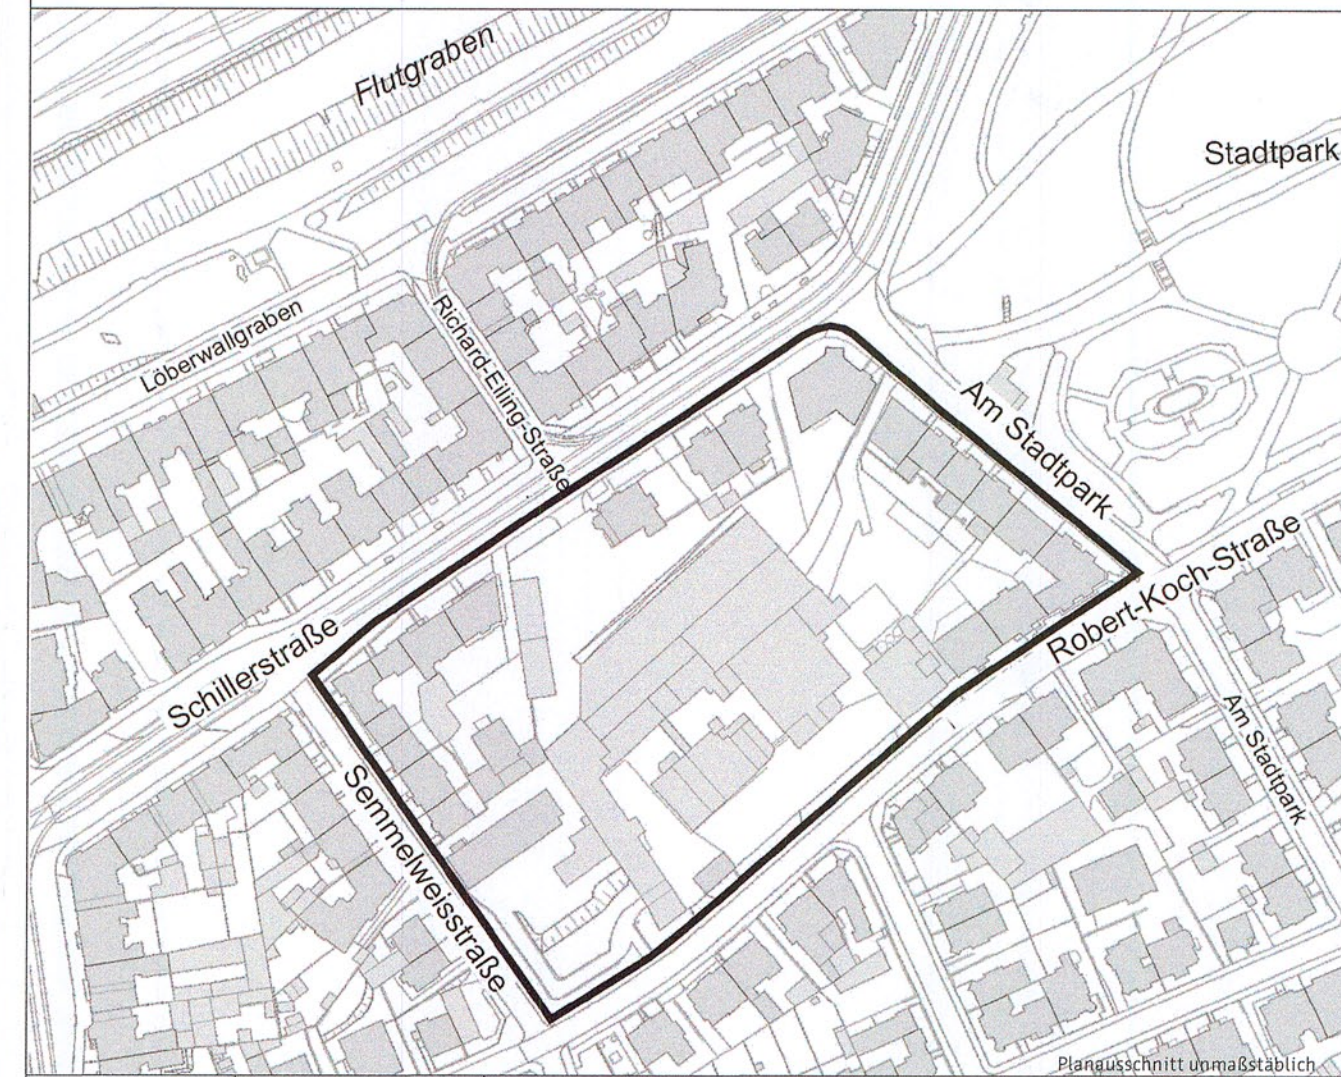 Flutgraben
Stadtpark
Löberwallgraben
Richard-Eiling-Straße
Am Stadtpark
Robert-Koch-Straße
Schillerstraße
Am Stadtpark
Semmelweisstraße
Planausschnitt unmaßstäblich